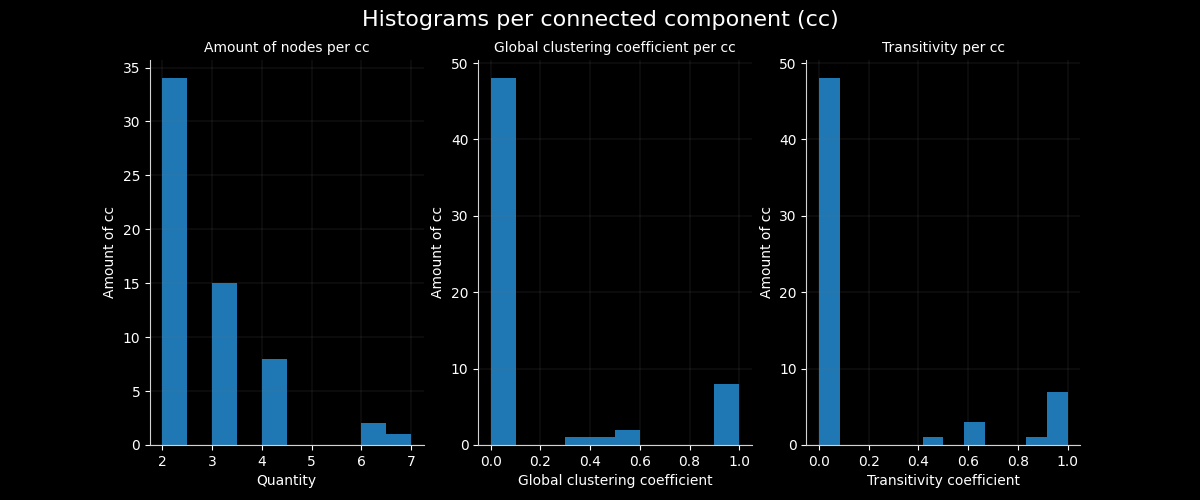 Histograms per connected component (cc)
Amount of nodes per cc
Global clustering coefficient per cc
Transitivity per cc
35
30
25
20
15
10
5
0
Amount of cc
2 3 4 5 6 7
Quantity
50
40
30
20
10
0
Amount of cc
0.0 0.2 0.4 0.6 0.8 1.0
Global clustering coefficient
50
40
30
20
10
0
Amount of cc
0.0 0.2 0.4 0.6 0.8 1.0
Transitivity coefficient